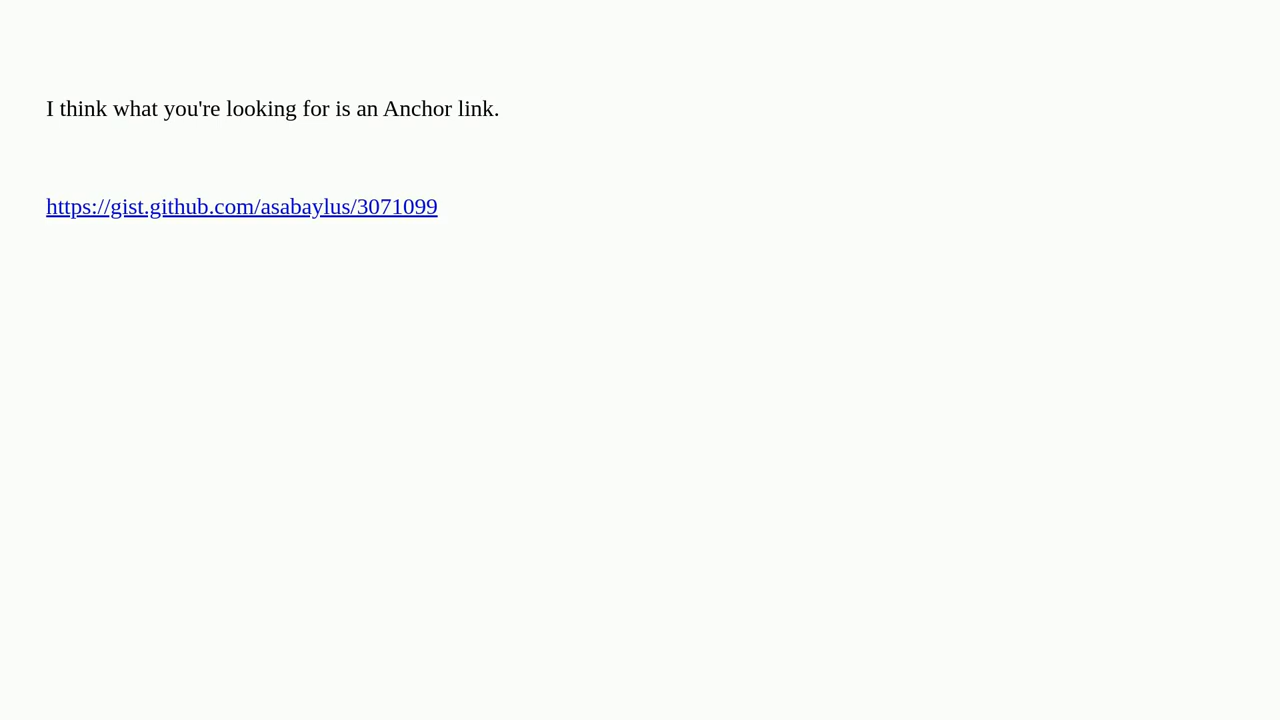 I think what you're looking for is an Anchor link.
https://gist.github.com/asabaylus/3071099